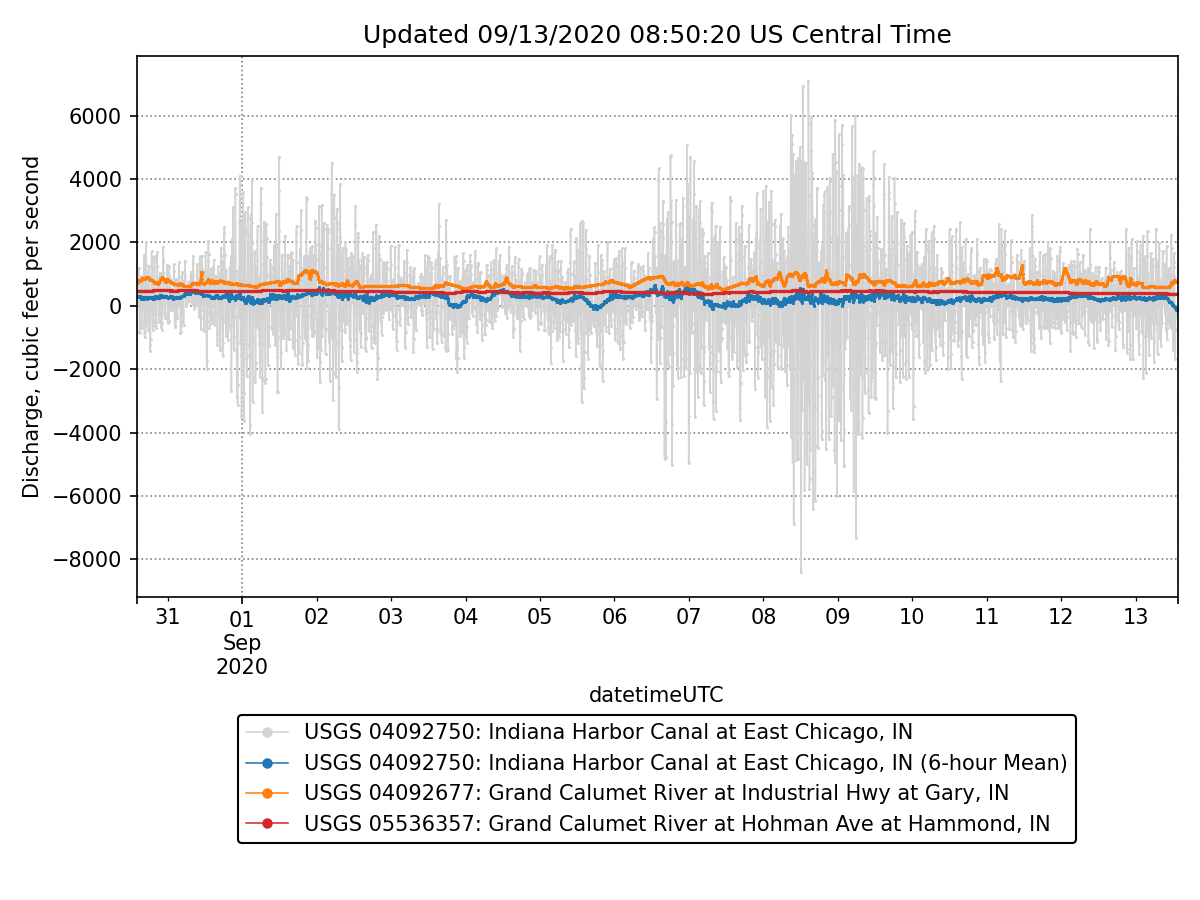 Updated 09/13/2020 08:50:20 US Central Time
Discharge, cubic feet per second
6000
4000
2000
0
−2000
−4000
−6000
−8000
31
01
Sep
2020
02
03
04
05
06
07
08
09
10
11
12
13
datetimeUTC
USGS 04092750: Indiana Harbor Canal at East Chicago, IN
USGS 04092750: Indiana Harbor Canal at East Chicago, IN (6-hour Mean)
USGS 04092677: Grand Calumet River at Industrial Hwy at Gary, IN
USGS 05536357: Grand Calumet River at Hohman Ave at Hammond, IN